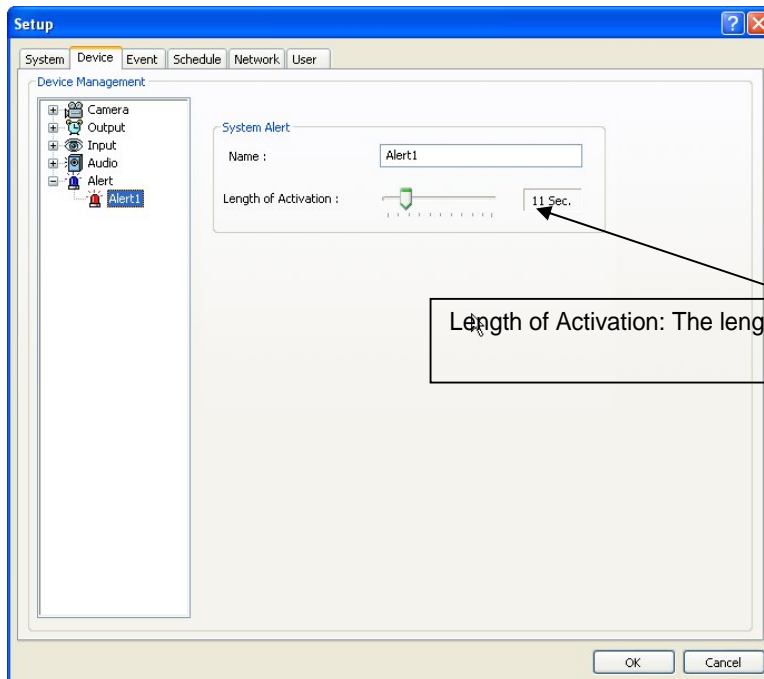 Setup
System Device Event Schedule Network User
Device Management
Camera
Output
Input
Audio
Alert
Alert1
System Alert
Name : Alert1
Length of Activation : 11 Sec.
Length of Activation: The leng
OK Cancel